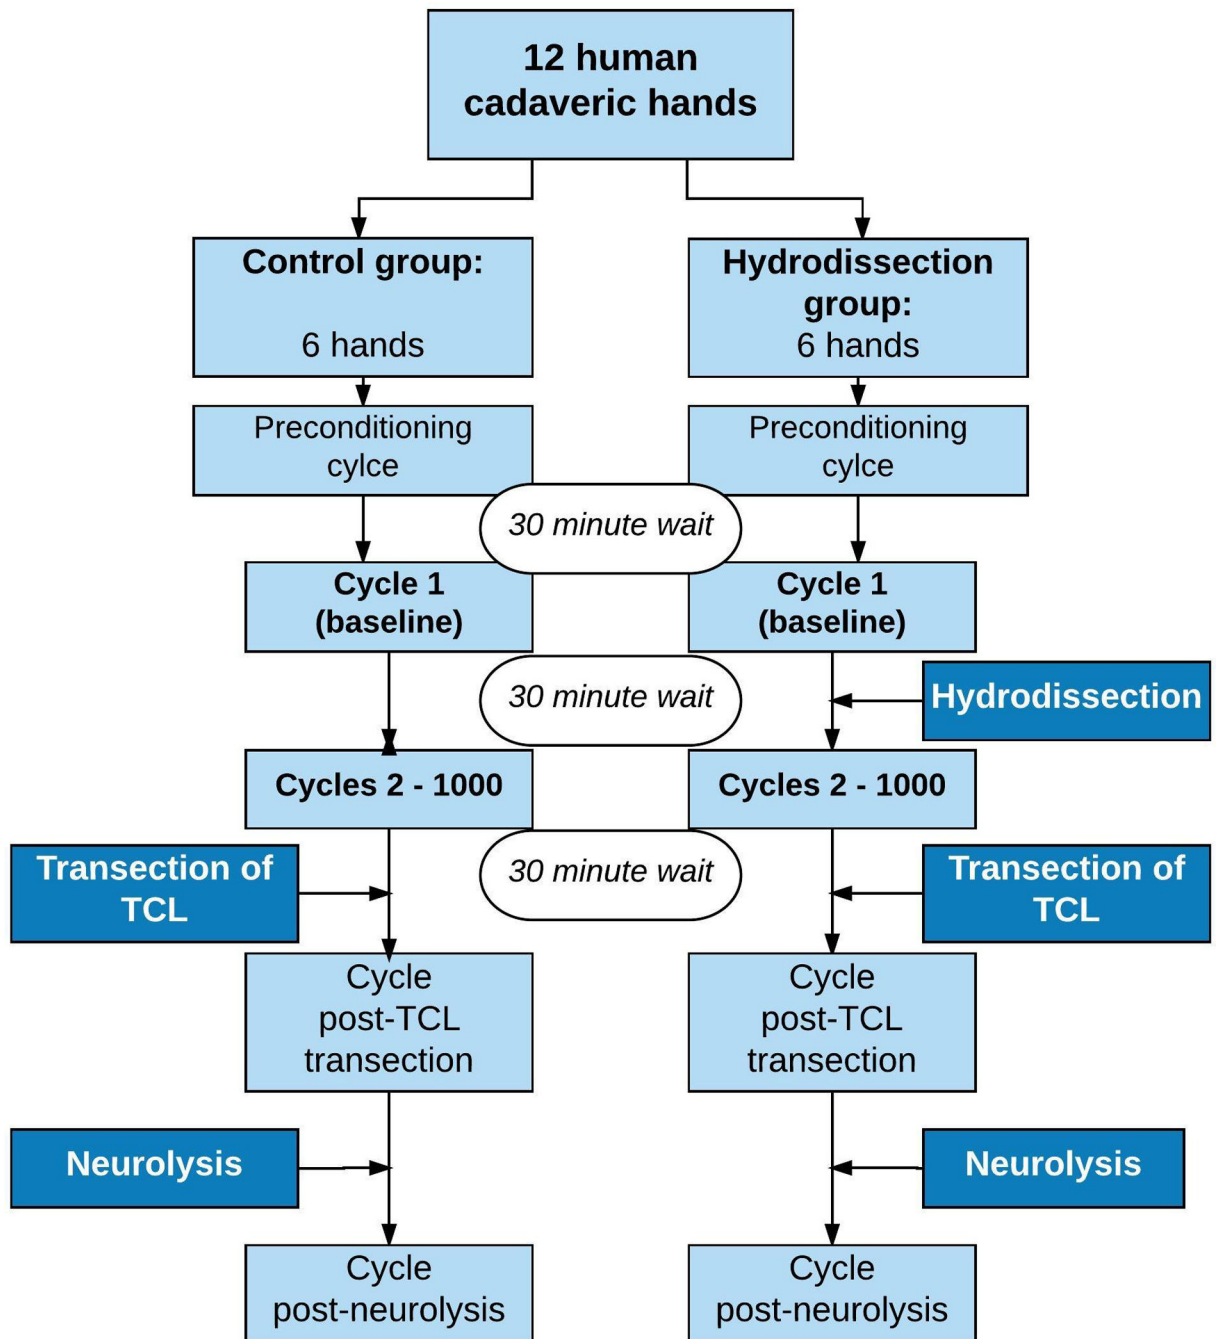 12 human
cadaveric hands
Control group:
6 hands
Hydrodissection
group:
6 hands
Preconditioning
cylce
Preconditioning
cylce
30 minute wait
Cycle 1
(baseline)
Cycle 1
(baseline)
30 minute wait
Hydrodissection
Cycles 2 - 1000
Cycles 2 - 1000
30 minute wait
Transection of
TCL
Transection of
TCL
Cycle
post-TCL
transection
Cycle
post-TCL
transection
Neurolysis
Neurolysis
Cycle
post-neurolysis
Cycle
post-neurolysis